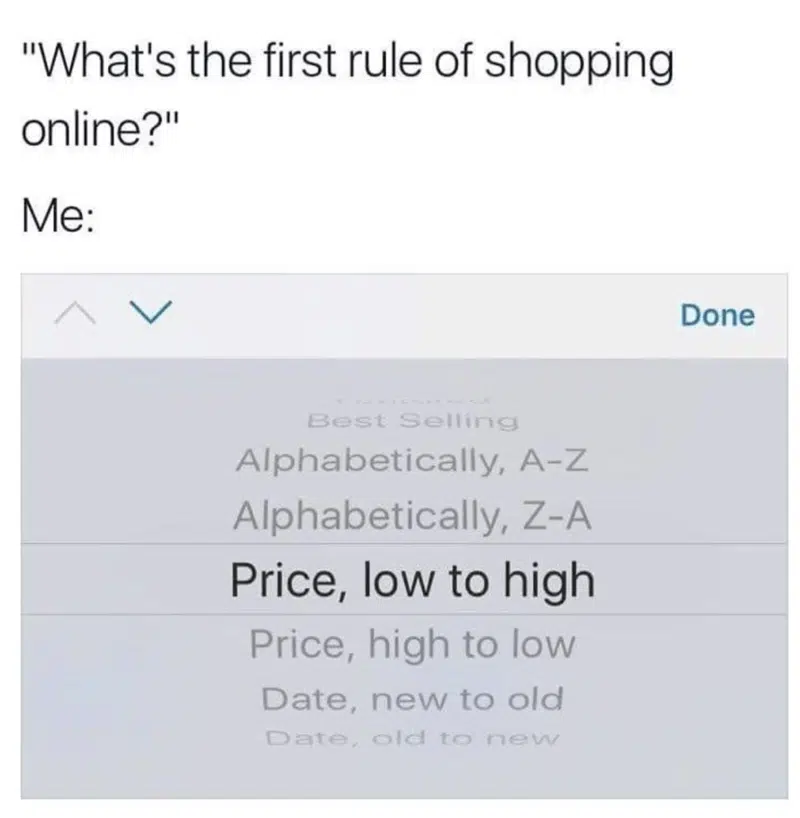 "What's the first rule of shopping
online?"
Me:
Done
Best Selling
Alphabetically, A-Z
Alphabetically, Z-A
Price, low to high
Price, high to low
Date, new to old
Date, old to new